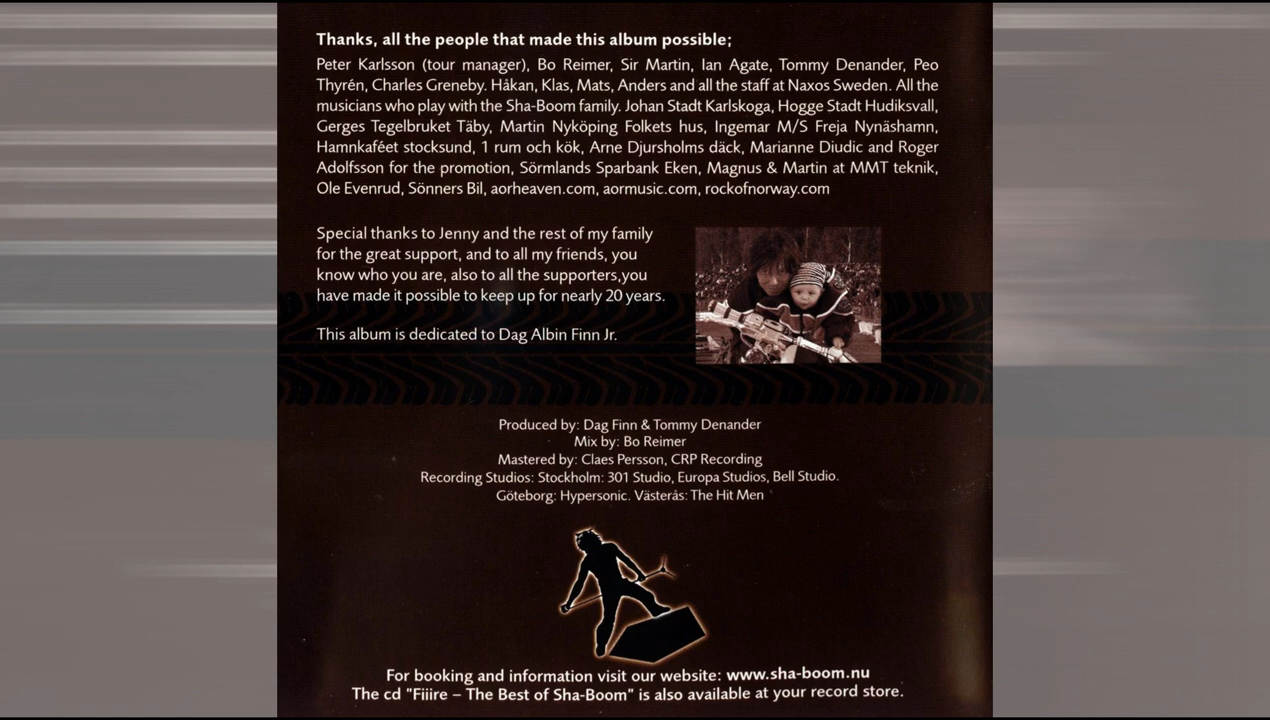 Thanks, all the people that made this album possible;
Peter Karlsson (tour manager), Bo Reimer, Sir Martin, Ian Agate, Tommy Denander, Peo
Thyrén, Charles Greneby. Håkan, Klas, Mats, Anders and all the staff at Naxos Sweden. All the
musicians who play with the Sha-Boom family. Johan Stadt Karlskoga, Hogge Stadt Hudiksvall,
Gerges Tegelbruket Täby, Martin Nyköping Folkets hus, Ingemar M/S Freja Nynäshamn,
Hamnkaféet stocksund, 1 rum och kök, Arne Djursholms däck, Marianne Diudic and Roger
Adolfsson for the promotion, Sörmlands Sparbank Eken, Magnus & Martin at MMT teknik,
Ole Evenrud, Sönners Bil, aorheaven.com, aormusic.com, rockofnorway.com
Special thanks to Jenny and the rest of my family
for the great support, and to all my friends, you
know who you are, also to all the supporters,you
have made it possible to keep up for nearly 20 years.
This album is dedicated to Dag Albin Finn Jr.
Produced by: Dag Finn & Tommy Denander
Mix by: Bo Reimer
Mastered by: Claes Persson, CRP Recording
Recording Studios: Stockholm: 301 Studio, Europa Studios, Bell Studio.
Göteborg: Hypersonic. Västerås: The Hit Men
For booking and information visit our website: www.sha-boom.nu
The cd "Fiiire – The Best of Sha-Boom" is also available at your record store.